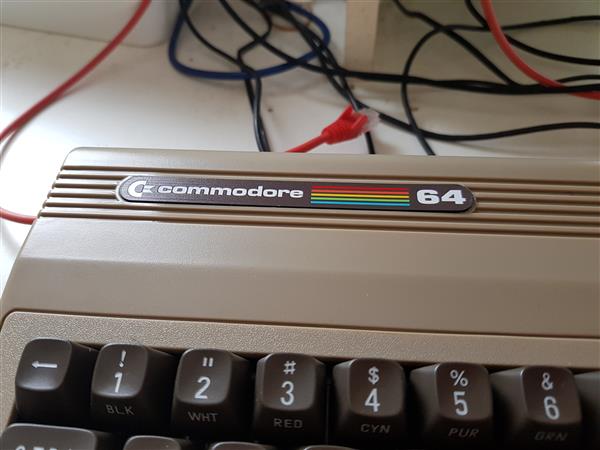 commodore 64
← ! 1 BLK " 2 WHT # 3 RED $ 4 CYN % 5 PUR & 6 GRN